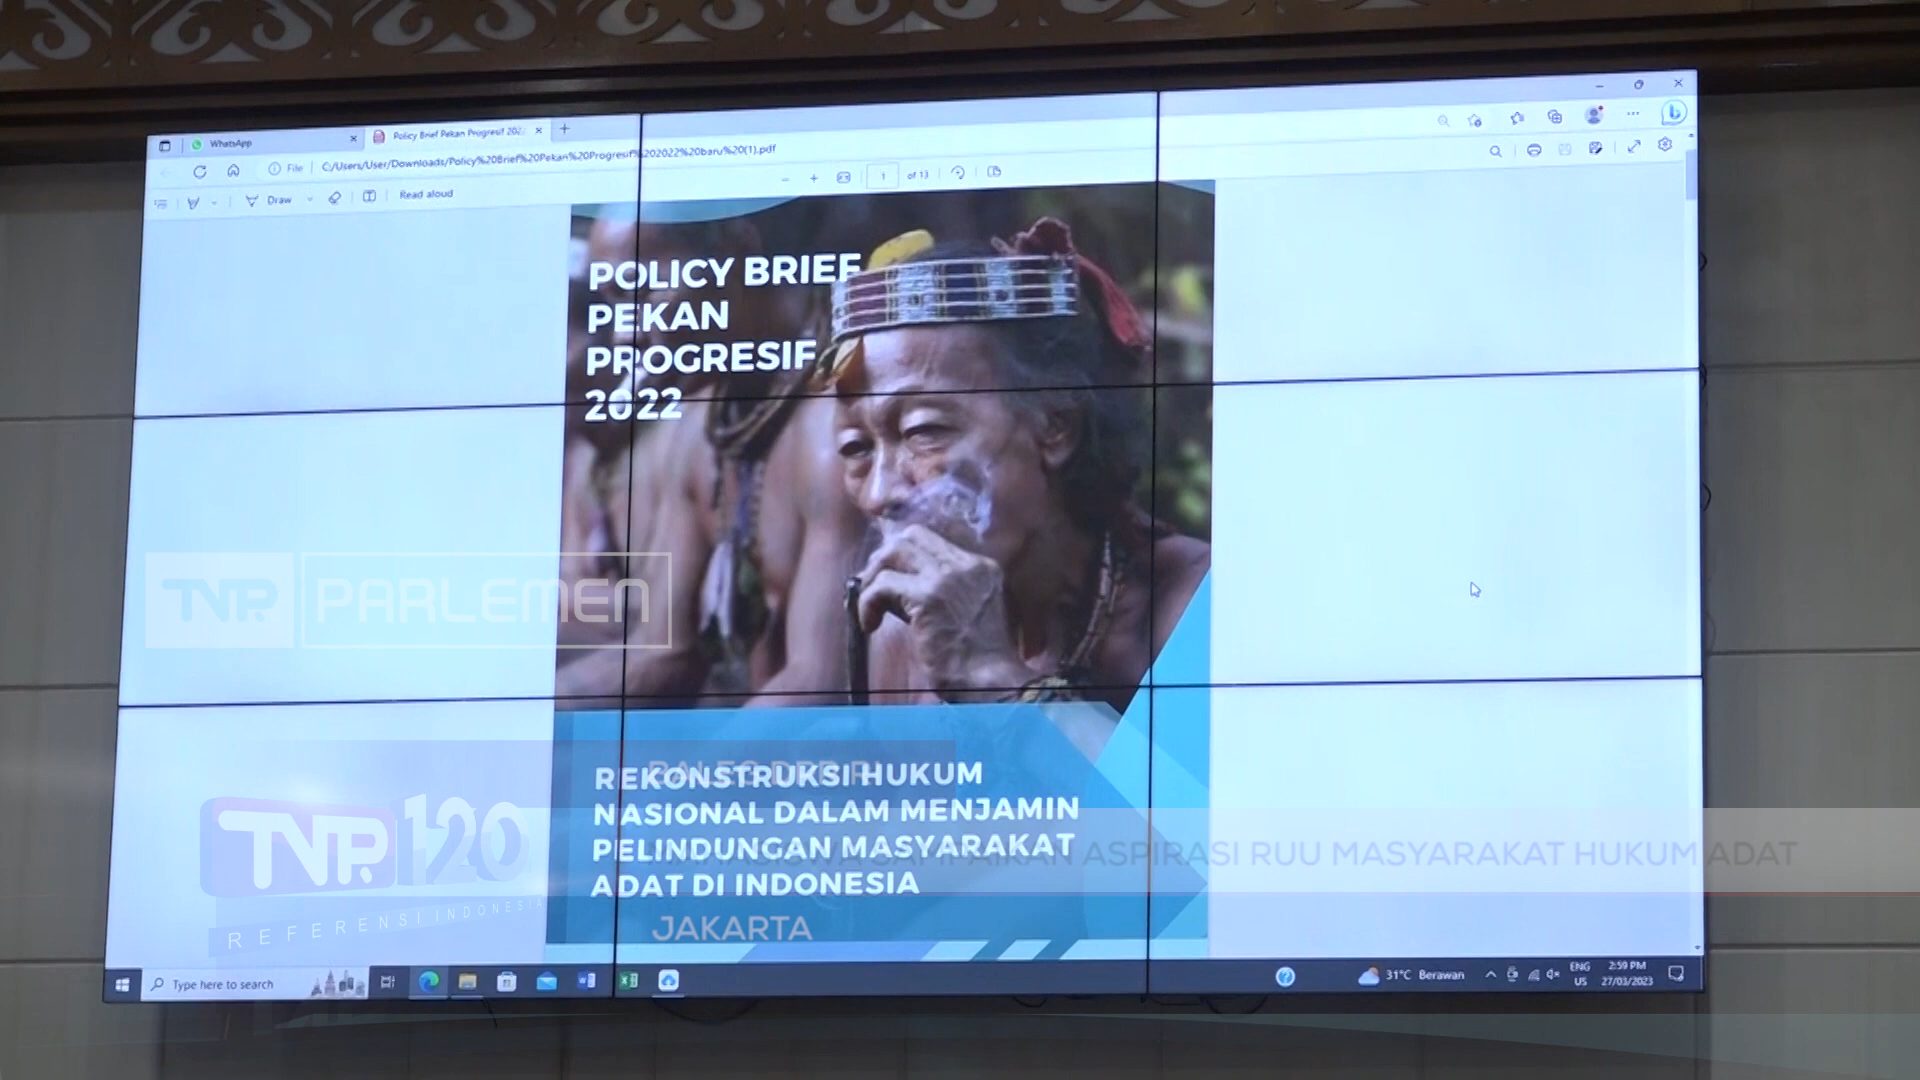 WhatsApp
Policy Brief Pekan Progresif 202
File
C:/Users/User/Downloads/Policy%20Brief%20Pekan%20Progresif%202022%20baru%20(1).pdf
1 of 13
Draw
Read aloud
POLICY BRIEF
PEKAN
PROGRESIF
2022
TVP PARLEMEN
REKONSTRUKSI HUKUM
NASIONAL DALAM MENJAMIN
PELINDUNGAN MASYARAKAT
ADAT DI INDONESIA
TVP 120
REFERENSI INDONESIA
ASPIRASI RUU MASYARAKAT HUKUM ADAT
JAKARTA
Type here to search
31°C Berawan
ENG
US
2:59 PM
27/03/2023